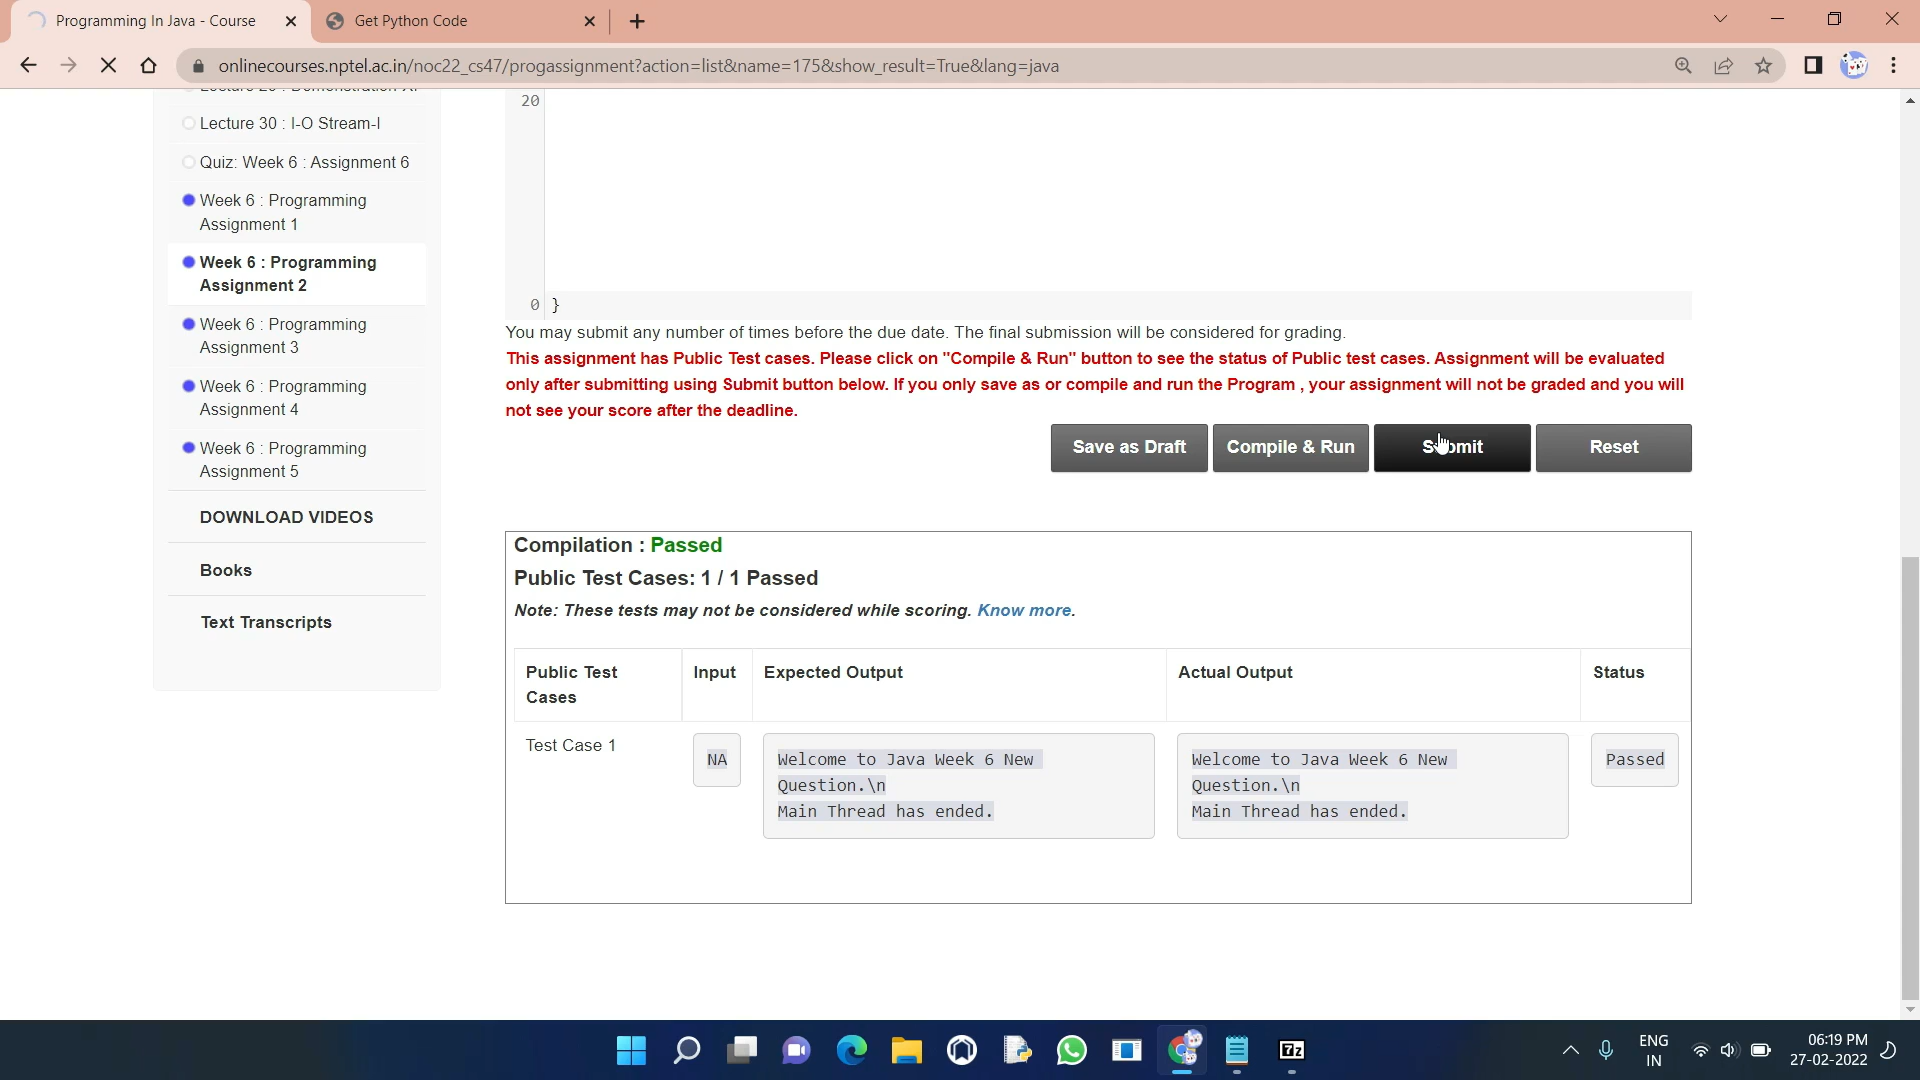 Programming In Java - Course
Get Python Code
onlinecourses.nptel.ac.in/noc22_cs47/progassignment?action=list&name=175&show_result=True&lang=java
Lecture 30 : I-O Stream-I
Quiz: Week 6 : Assignment 6
Week 6 : Programming
Assignment 1
Week 6 : Programming
Assignment 2
Week 6 : Programming
Assignment 3
Week 6 : Programming
Assignment 4
Week 6 : Programming
Assignment 5
DOWNLOAD VIDEOS
Books
Text Transcripts
20
0 }
You may submit any number of times before the due date. The final submission will be considered for grading.
This assignment has Public Test cases. Please click on "Compile & Run" button to see the status of Public test cases. Assignment will be evaluated
only after submitting using Submit button below. If you only save as or compile and run the Program , your assignment will not be graded and you will
not see your score after the deadline.
Save as Draft Compile & Run Submit Reset
Compilation : Passed
Public Test Cases: 1 / 1 Passed
Note: These tests may not be considered while scoring. Know more.
Public Test
Cases
Input
Expected Output
Actual Output
Status
Test Case 1
NA
Welcome to Java Week 6 New
Question.\n
Main Thread has ended.
Welcome to Java Week 6 New
Question.\n
Main Thread has ended.
Passed
7z
ENG
IN
06:19 PM
27-02-2022